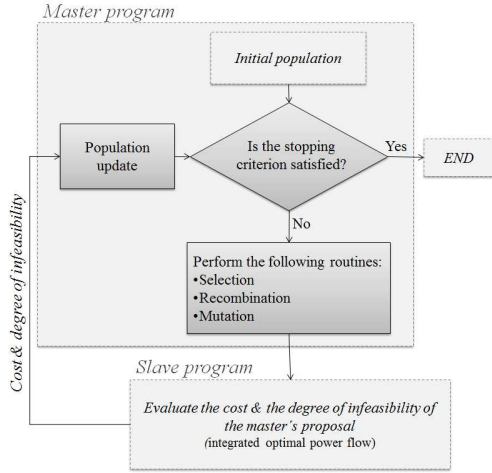 Master program
Initial population
Population
update
Is the stopping
criterion satisfied?
Yes
END
No
Perform the following routines:
•Selection
•Recombination
•Mutation
Cost & degree of infeasibility
Slave program
Evaluate the cost & the degree of infeasibility of
the master's proposal
(integrated optimal power flow)